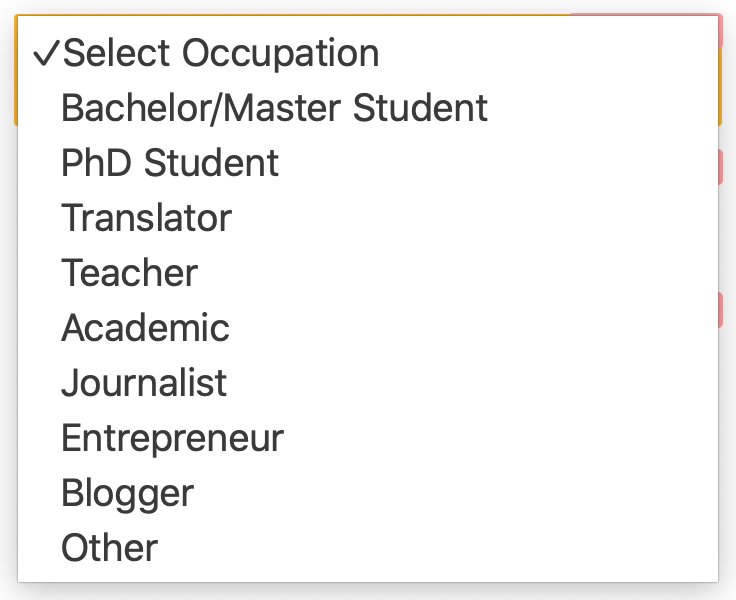 ✓Select Occupation
Bachelor/Master Student
PhD Student
Translator
Teacher
Academic
Journalist
Entrepreneur
Blogger
Other